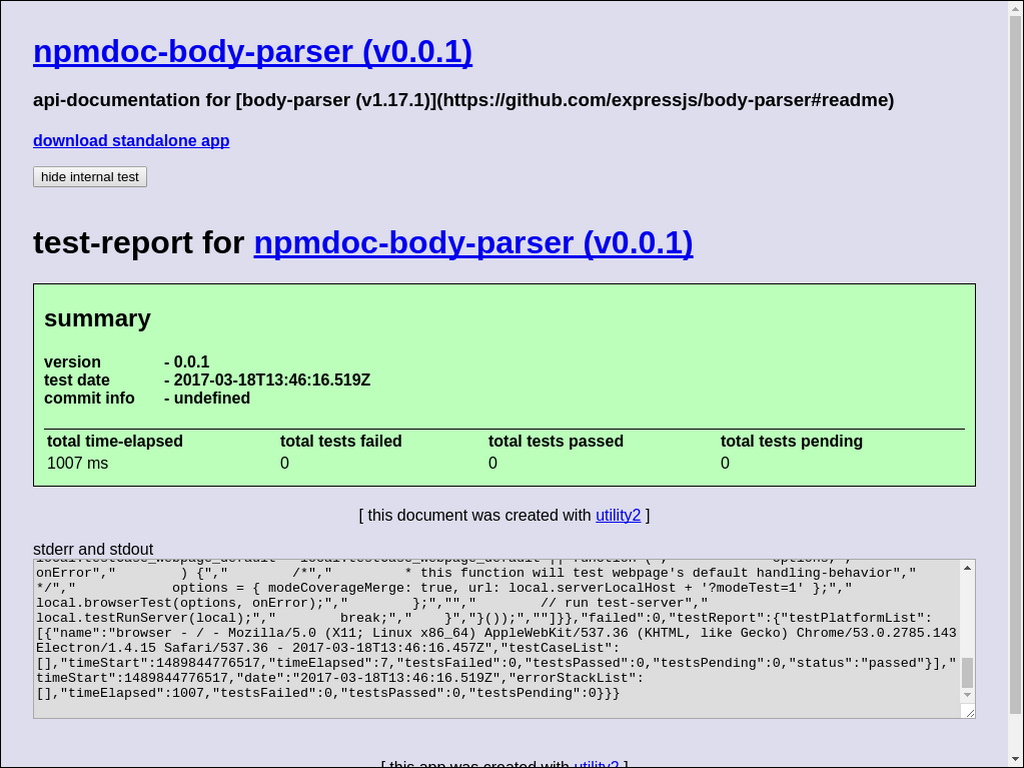 npmdoc-body-parser (v0.0.1)
api-documentation for [body-parser (v1.17.1)](https://github.com/expressjs/body-parser#readme)
download standalone app
hide internal test
test-report for npmdoc-body-parser (v0.0.1)
summary
version - 0.0.1
test date - 2017-03-18T13:46:16.519Z
commit info - undefined
total time-elapsed total tests failed total tests passed total tests pending
1007 ms 0 0 0
[ this document was created with utility2 ]
stderr and stdout
onError","        ) {","        /*","         * this function will test webpage's default handling-behavior","
*/","            options = { modeCoverageMerge: true, url: local.serverLocalHost + '?modeTest=1' };","
local.browserTest(options, onError);","        };","","        // run test-server","
local.testRunServer(local);","        break;","    }","}());",""]}},"failed":0,"testReport":{"testPlatformList":
[{"name":"browser - / - Mozilla/5.0 (X11; Linux x86_64) AppleWebKit/537.36 (KHTML, like Gecko) Chrome/53.0.2785.143
Electron/1.4.15 Safari/537.36 - 2017-03-18T13:46:16.457Z","testCaseList":
[],"timeStart":1489844776517,"timeElapsed":7,"testsFailed":0,"testsPassed":0,"testsPending":0,"status":"passed"}],"
timeStart":1489844776517,"date":"2017-03-18T13:46:16.519Z","errorStackList":
[],"timeElapsed":1007,"testsFailed":0,"testsPassed":0,"testsPending":0}}}
[ this app was created with utility2 ]